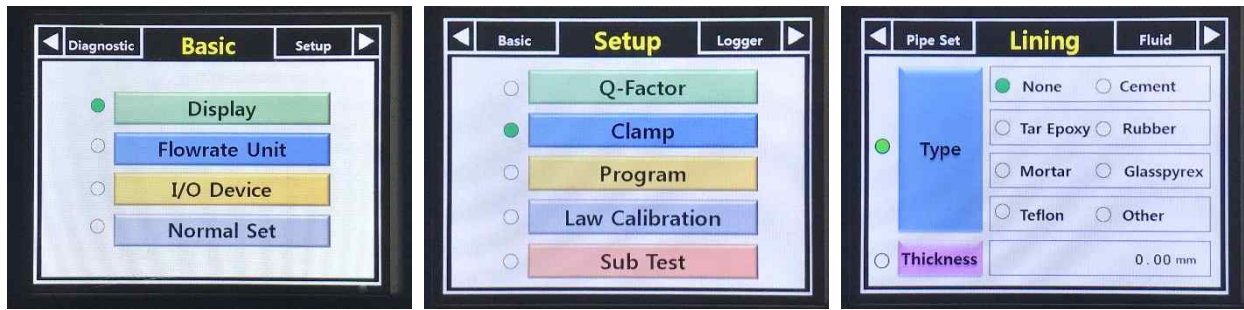 Diagnostic Basic Setup
Display
Flowrate Unit
I/O Device
Normal Set
Basic Setup Logger
Q-Factor
Clamp
Program
Law Calibration
Sub Test
Pipe Set Lining Fluid
Type
None Cement
Tar Epoxy Rubber
Mortar Glasspyrex
Teflon Other
Thickness 0.00 mm